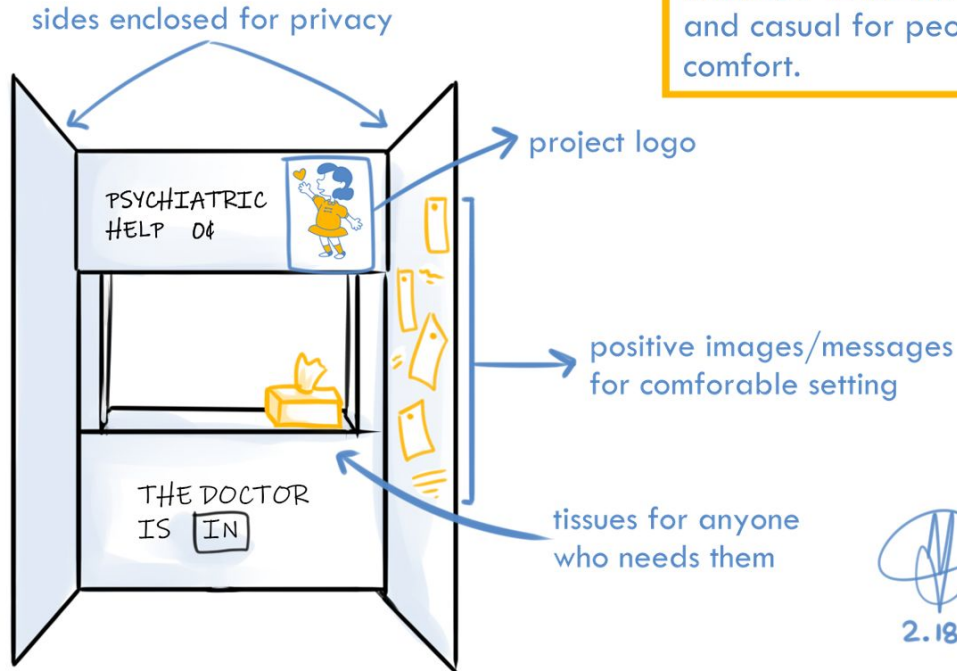 sides enclosed for privacy
and casual for
comfort.
project logo
PSYCHIATRIC
HELP 0¢
positive images/messages
for comforable setting
THE DOCTOR
IS IN
tissues for anyone
who needs them
2.18